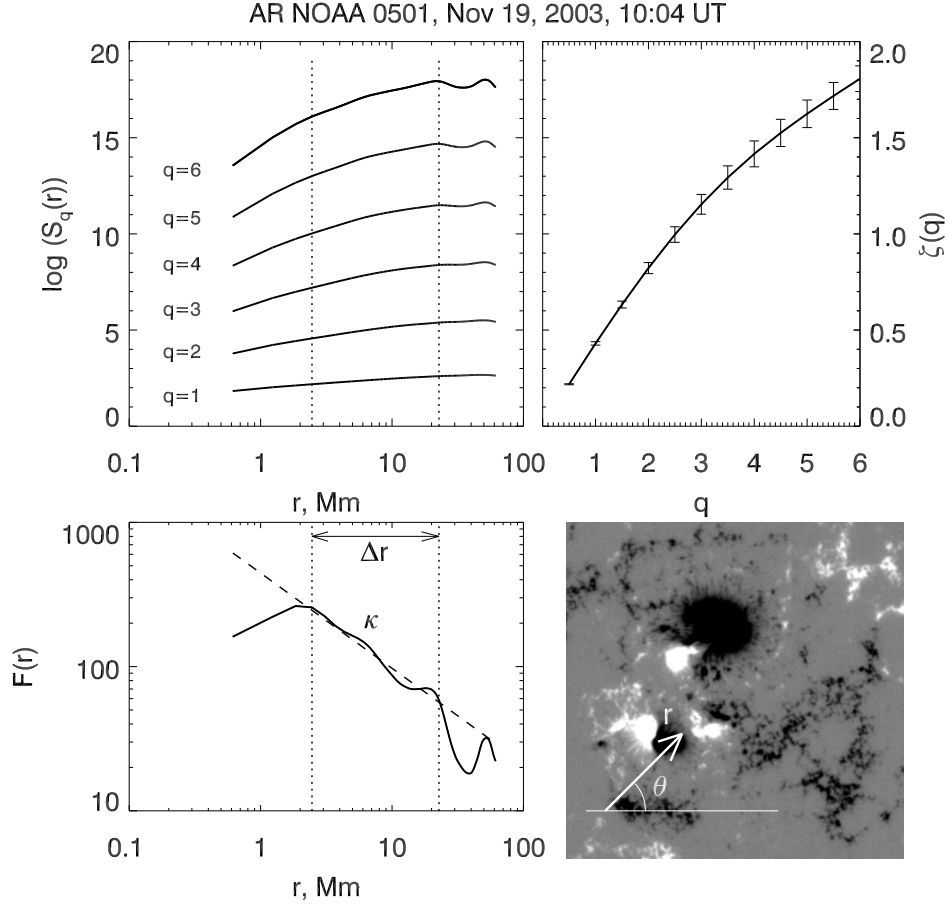 AR NOAA 0501, Nov 19, 2003, 10:04 UT
log (S_q(r))
20
15
10
5
0
q=6
q=5
q=4
q=3
q=2
q=1
0.1 1 10 100
r, Mm
2.0
1.5
1.0
0.5
0.0
ζ(q)
1 2 3 4 5 6
q
F(r)
1000
100
10
Δr
κ
0.1 1 10 100
r, Mm
r
θ